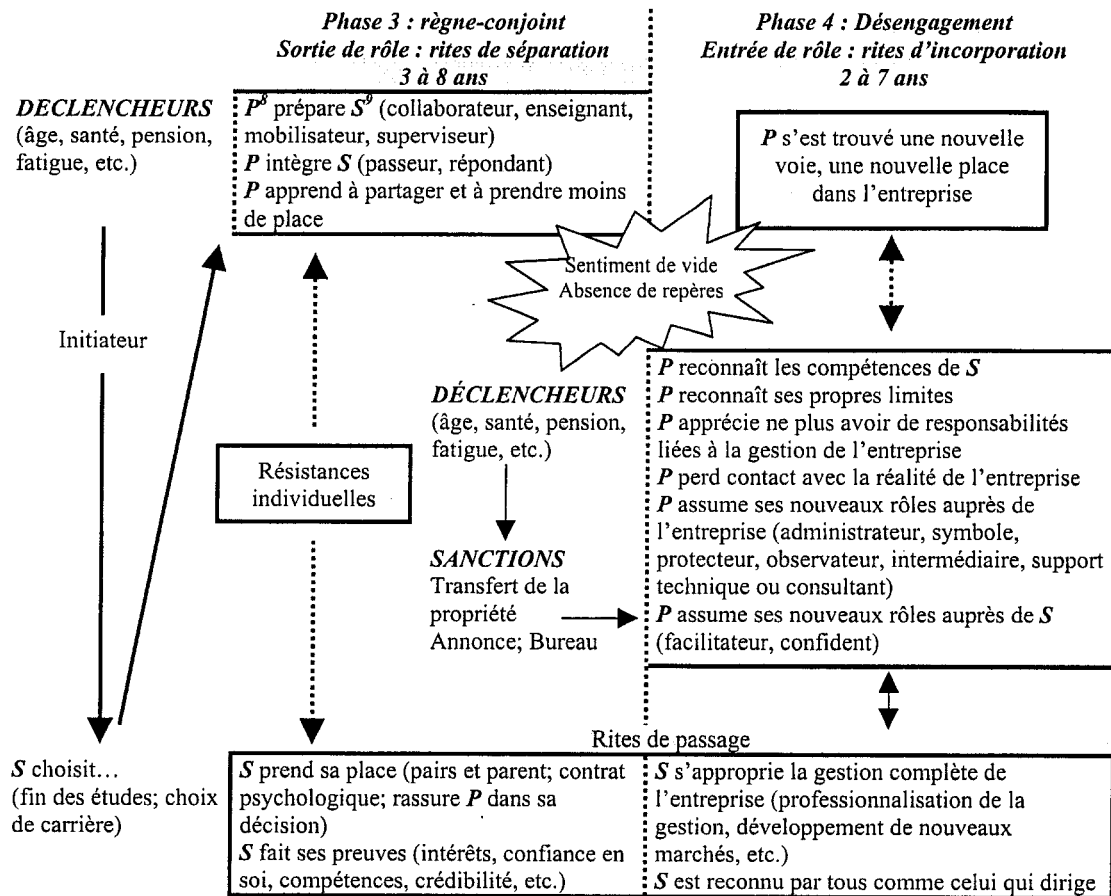 Phase 3 : règne-conjoint
Sortie de rôle : rites de séparation
3 à 8 ans
Phase 4 : Désengagement
Entrée de rôle : rites d'incorporation
2 à 7 ans
DECLENCHEURS
(âge, santé, pension,
fatigue, etc.)
P⁸ prépare S⁹ (collaborateur, enseignant,
mobilisateur, superviseur)
P intègre S (passeur, répondant)
P apprend à partager et à prendre moins
de place
P s'est trouvé une nouvelle
voie, une nouvelle place
dans l'entreprise
Sentiment de vide
Absence de repères
Initiateur
Résistances
individuelles
DÉCLENCHEURS
(âge, santé, pension,
fatigue, etc.)
SANCTIONS
Transfert de la
propriété
Annonce; Bureau
P reconnaît les compétences de S
P reconnaît ses propres limites
P apprécie ne plus avoir de responsabilités
liées à la gestion de l'entreprise
P perd contact avec la réalité de l'entreprise
P assume ses nouveaux rôles auprès de
l'entreprise (administrateur, symbole,
protecteur, observateur, intermédiaire, support
technique ou consultant)
P assume ses nouveaux rôles auprès de S
(facilitateur, confident)
Rites de passage
S choisit…
(fin des études; choix
de carrière)
S prend sa place (pairs et parent; contrat
psychologique; rassure P dans sa
décision)
S fait ses preuves (intérêts, confiance en
soi, compétences, crédibilité, etc.)
S s'approprie la gestion complète de
l'entreprise (professionnalisation de la
gestion, développement de nouveaux
marchés, etc.)
S est reconnu par tous comme celui qui dirige